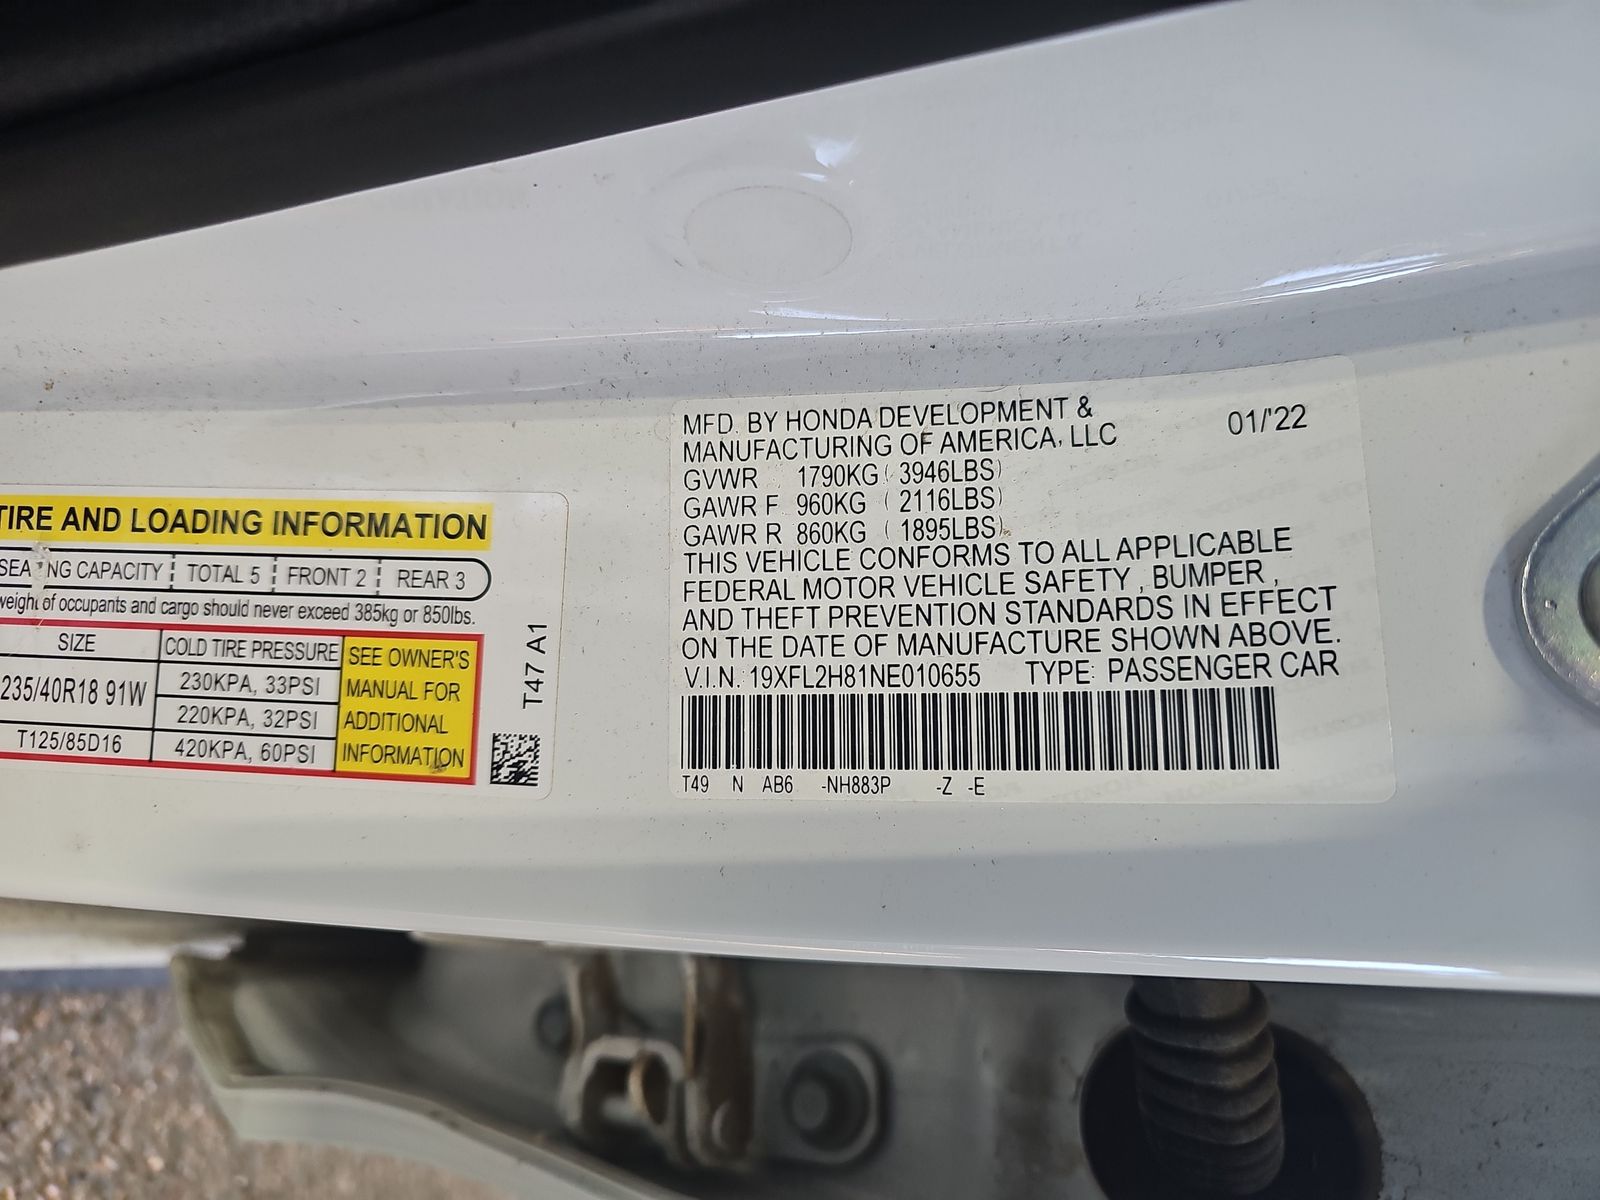 TIRE AND LOADING INFORMATION
CAPACITY TOTAL 5 FRONT 2 REAR 3
weight of occupants and cargo should never exceed 385kg or 850lbs.
SIZE COLD TIRE PRESSURE
235/40R18 91W 230KPA, 33PSI
220KPA, 32PSI
T125/85D16 420KPA, 60PSI
SEE OWNER'S
MANUAL FOR
ADDITIONAL
INFORMATION
T47 A1
MFD. BY HONDA DEVELOPMENT & 01/'22
MANUFACTURING OF AMERICA, LLC
GVWR 1790KG ( 3946LBS)
GAWR F 960KG ( 2116LBS)
GAWR R 860KG ( 1895LBS)
THIS VEHICLE CONFORMS TO ALL APPLICABLE
FEDERAL MOTOR VEHICLE SAFETY , BUMPER ,
AND THEFT PREVENTION STANDARDS IN EFFECT
ON THE DATE OF MANUFACTURE SHOWN ABOVE.
V.I.N. 19XFL2H81NE010655 TYPE: PASSENGER CAR
T49 N AB6 -NH883P -Z -E